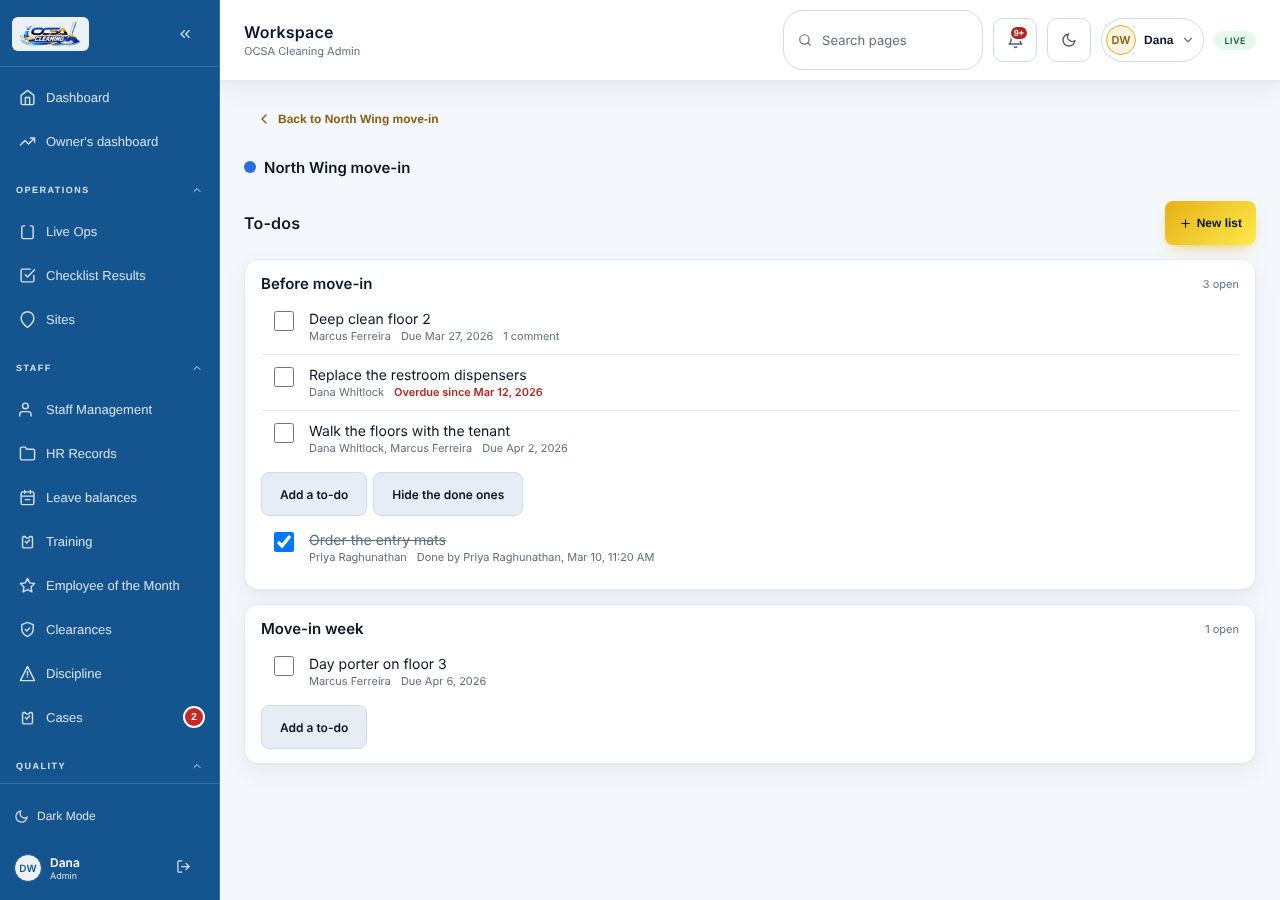 OCSA
CLEANING
Dashboard
Owner's dashboard
OPERATIONS
Live Ops
Checklist Results
Sites
STAFF
Staff Management
HR Records
Leave balances
Training
Employee of the Month
Clearances
Discipline
Cases
2
QUALITY
Dark Mode
DW
Dana
Admin
Workspace
OCSA Cleaning Admin
Search pages
9+
DW
Dana
LIVE
Back to North Wing move-in
North Wing move-in
To-dos
New list
Before move-in
3 open
Deep clean floor 2
Marcus Ferreira Due Mar 27, 2026 1 comment
Replace the restroom dispensers
Dana Whitlock Overdue since Mar 12, 2026
Walk the floors with the tenant
Dana Whitlock, Marcus Ferreira Due Apr 2, 2026
Add a to-do
Hide the done ones
Order the entry mats
Priya Raghunathan Done by Priya Raghunathan, Mar 10, 11:20 AM
Move-in week
1 open
Day porter on floor 3
Marcus Ferreira Due Apr 6, 2026
Add a to-do